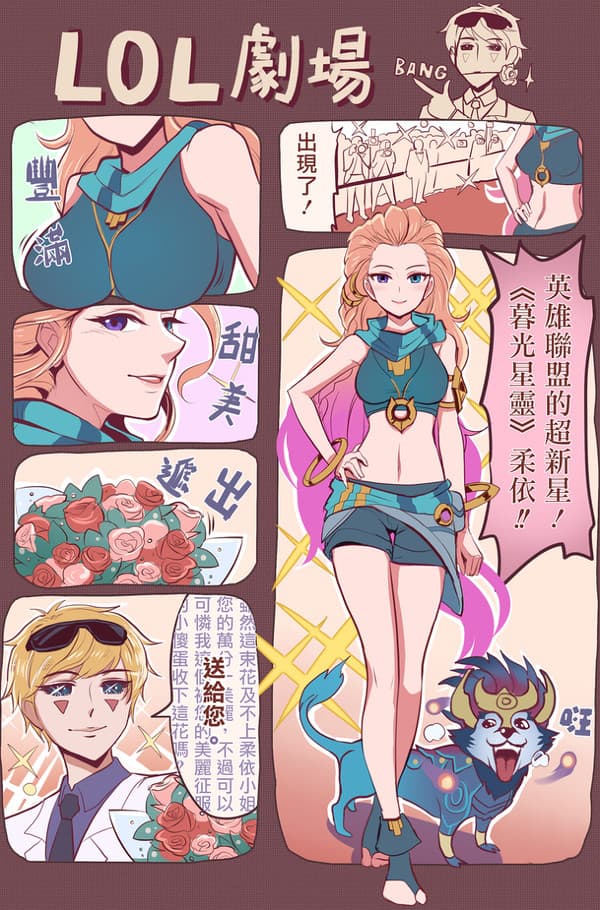 LOL劇場
BANG
出現了！
英雄聯盟的超新星！
《暮光星靈》柔依!!
豐滿
甜美
遞出
雖然這束花及不上柔依小姐
您的萬分一美麗，不過可以
可憐我這個被您的美麗征服
的小傻蛋收下這花嗎？
送給您。